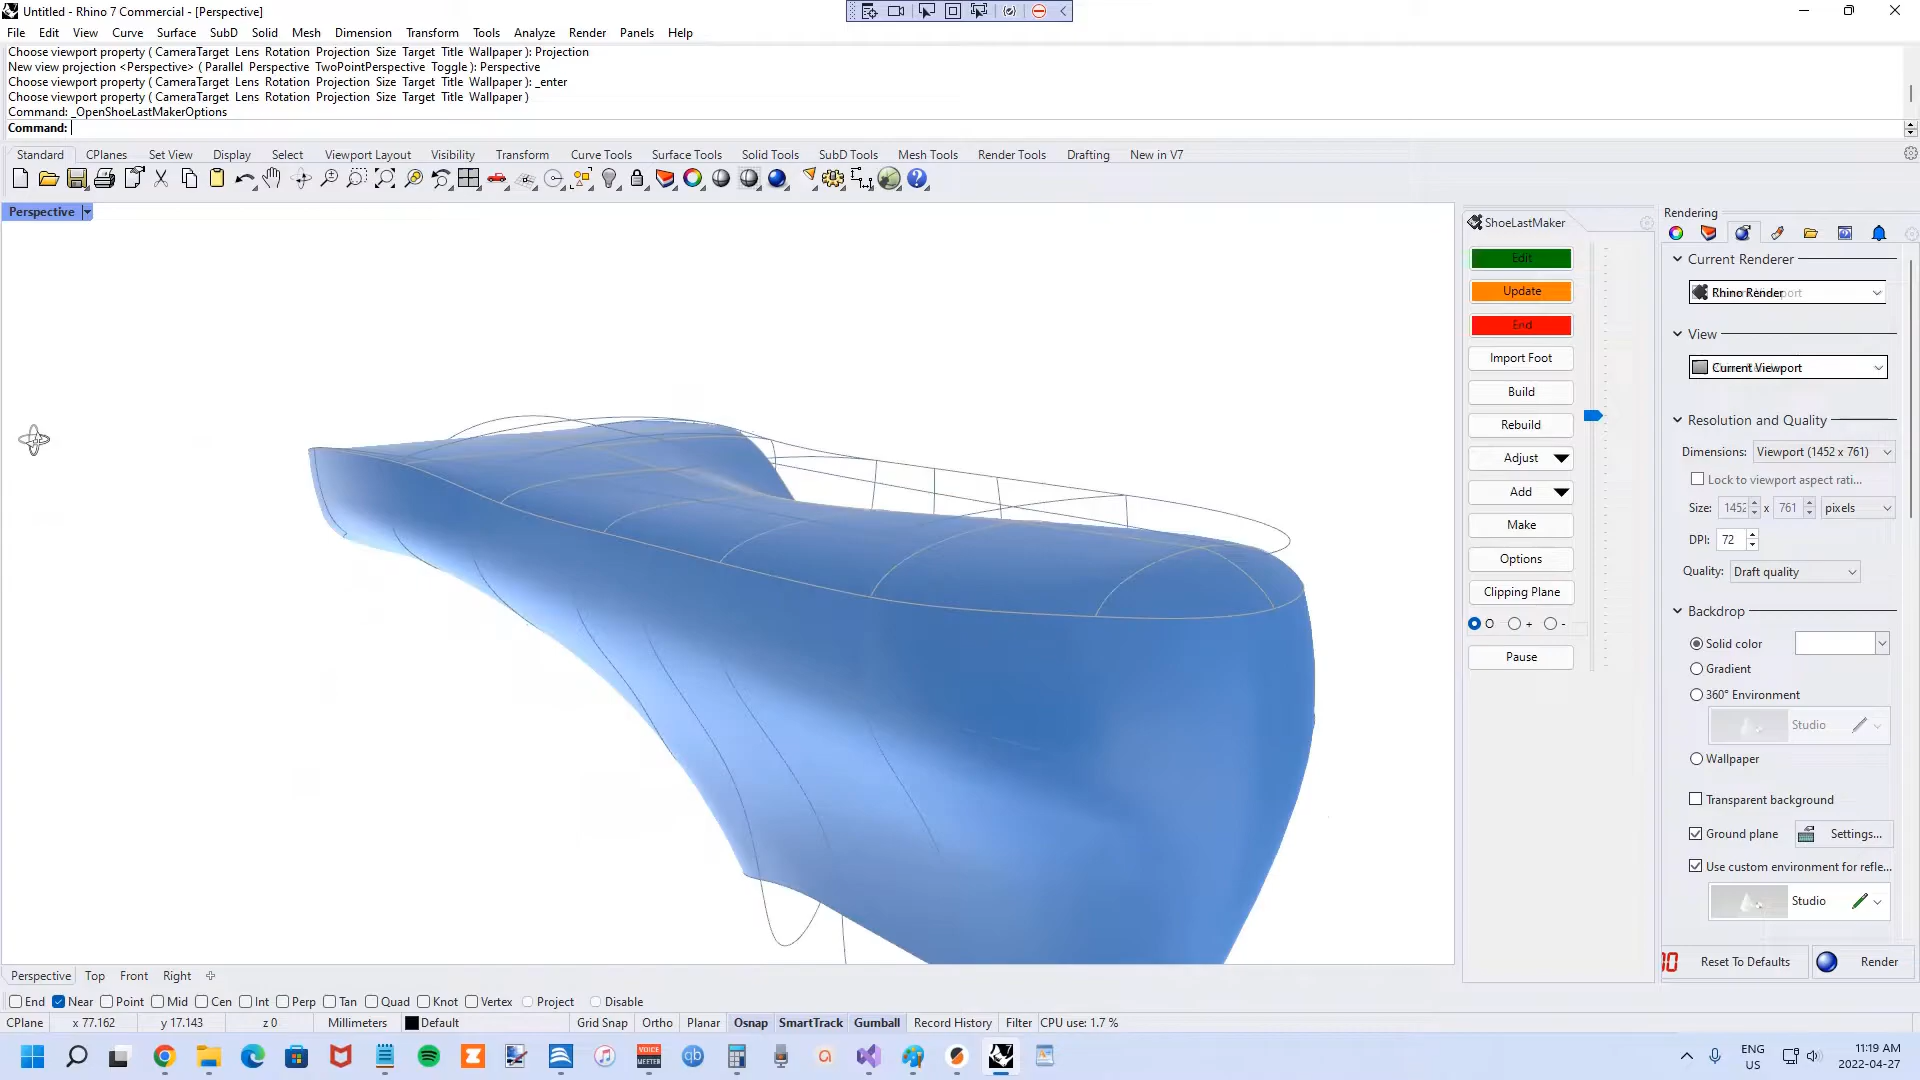 Untitled - Rhino 7 Commercial - [Perspective]
File Edit View Curve Surface SubD Solid Mesh Dimension Transform Tools Analyze Render Panels Help
Choose viewport property ( CameraTarget Lens Rotation Projection Size Target Title Wallpaper ): Projection
New view projection <Perspective> ( Parallel Perspective TwoPointPerspective Toggle ): Perspective
Choose viewport property ( CameraTarget Lens Rotation Projection Size Target Title Wallpaper ): _enter
Choose viewport property ( CameraTarget Lens Rotation Projection Size Target Title Wallpaper )
Command: _OpenShoeLastMakerOptions
Command:
Standard CPlanes Set View Display Select Viewport Layout Visibility Transform Curve Tools Surface Tools Solid Tools SubD Tools Mesh Tools Render Tools Drafting New in V7
Perspective
ShoeLastMaker
Edit
Update
End
Import Foot
Build
Rebuild
Adjust
Add
Make
Options
Clipping Plane
O + -
Pause
Rendering
Current Renderer
Rhino Render
View
Current Viewport
Resolution and Quality
Dimensions: Viewport (1452 x 761)
Lock to viewport aspect rati...
Size: 1452 x 761 pixels
DPI: 72
Quality: Draft quality
Backdrop
Solid color
Gradient
360° Environment
Studio
Wallpaper
Transparent background
Ground plane Settings...
Use custom environment for refle...
Studio
Reset To Defaults Render
Perspective Top Front Right
End Near Point Mid Cen Int Perp Tan Quad Knot Vertex Project Disable
CPlane x 77.162 y 17.143 z 0 Millimeters Default Grid Snap Ortho Planar Osnap SmartTrack Gumball Record History Filter CPU use: 1.7 %
VOICE MEETER
qb
ENG
US
11:19 AM
2022-04-27